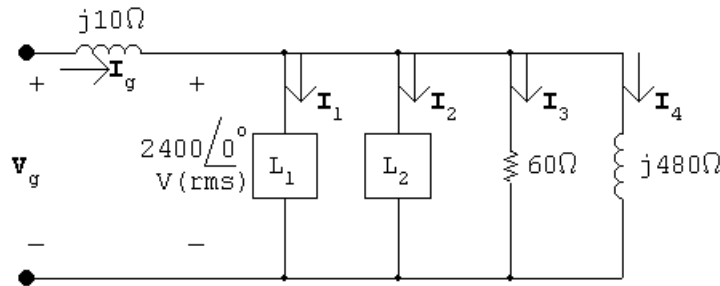 j10Ω
+
I_g
+
I_1
I_2
I_3
I_4
V_g
2400/0°
V(rms)
L_1
L_2
60Ω
j480Ω
−
−